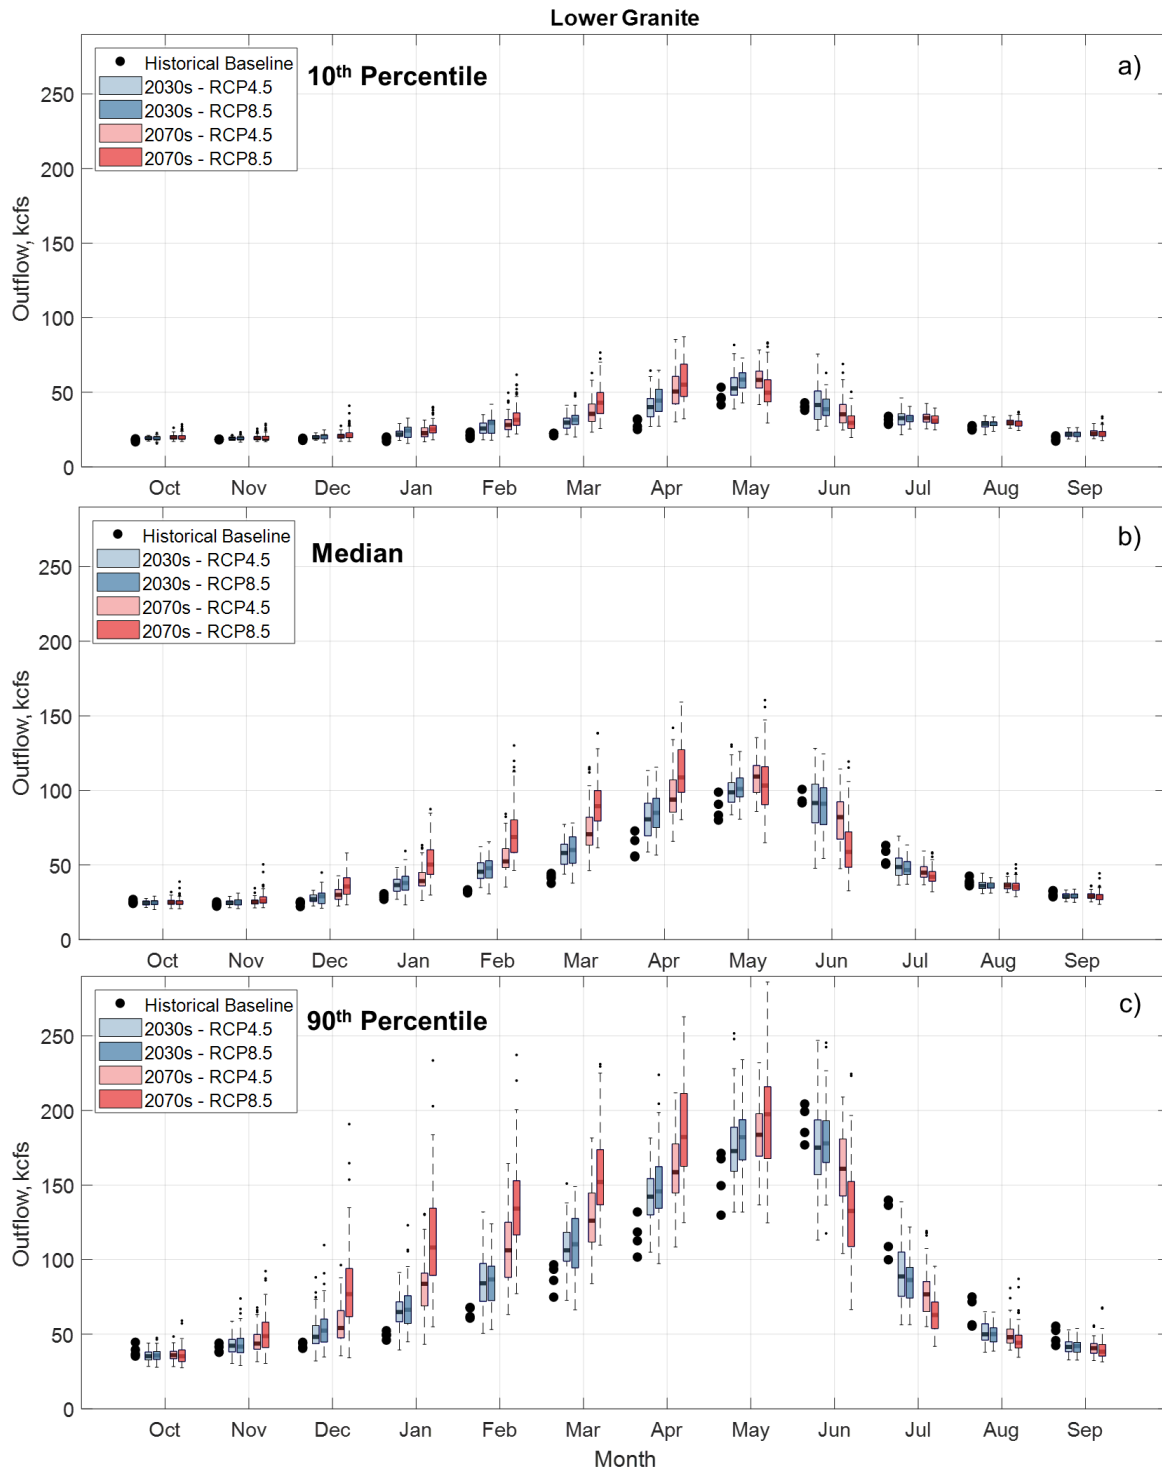 Lower Granite
Historical Baseline
2030s - RCP4.5
2030s - RCP8.5
2070s - RCP4.5
2070s - RCP8.5
10th Percentile
a)
Outflow, kcfs
250
200
150
100
50
0
Oct Nov Dec Jan Feb Mar Apr May Jun Jul Aug Sep
Historical Baseline
2030s - RCP4.5
2030s - RCP8.5
2070s - RCP4.5
2070s - RCP8.5
Median
b)
Outflow, kcfs
250
200
150
100
50
0
Oct Nov Dec Jan Feb Mar Apr May Jun Jul Aug Sep
Historical Baseline
2030s - RCP4.5
2030s - RCP8.5
2070s - RCP4.5
2070s - RCP8.5
90th Percentile
c)
Outflow, kcfs
250
200
150
100
50
0
Oct Nov Dec Jan Feb Mar Apr May Jun Jul Aug Sep
Month